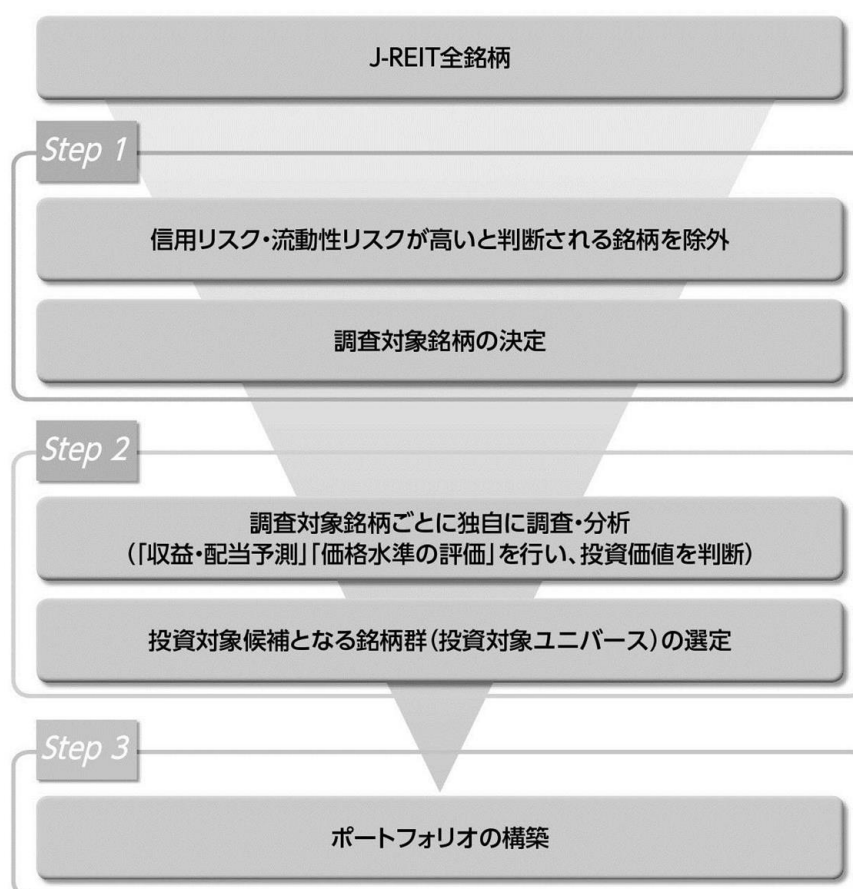 J-REIT全銘柄
Step 1
信用リスク・流動性リスクが高いと判断される銘柄を除外
調査対象銘柄の決定
Step 2
調査対象銘柄ごとに独自に調査・分析
(「収益・配当予測」「価格水準の評価」を行い、投資価値を判断)
投資対象候補となる銘柄群(投資対象ユニバース)の選定
Step 3
ポートフォリオの構築